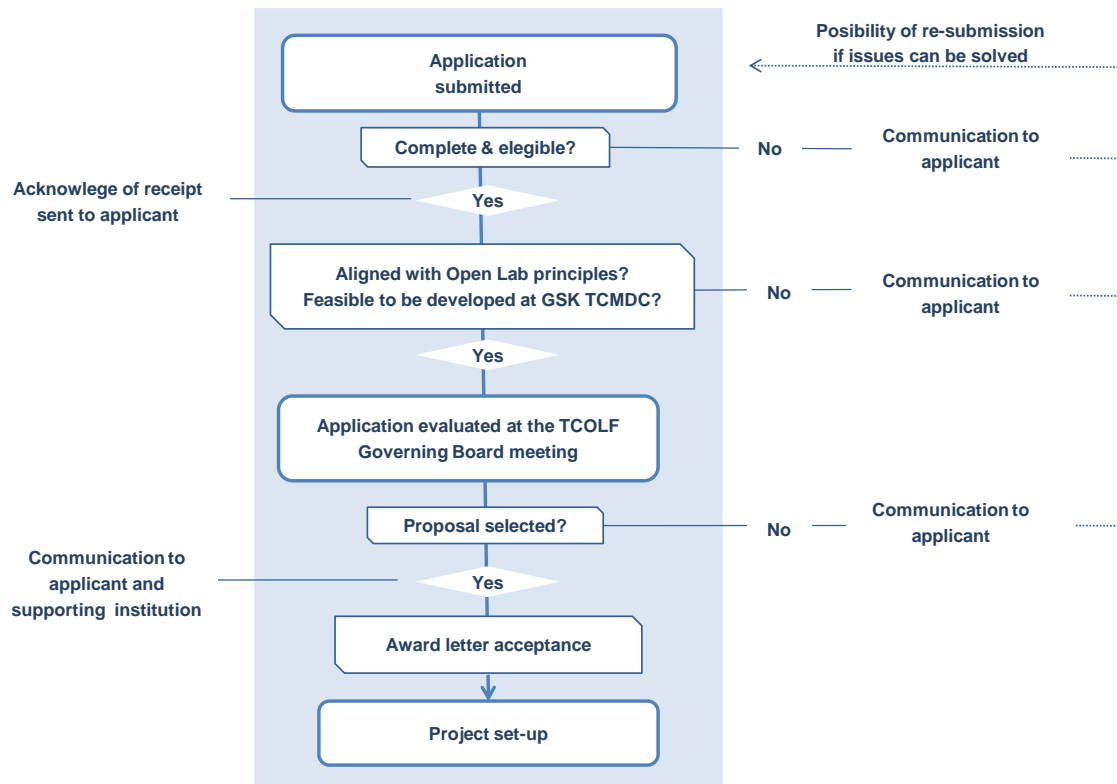 Posibility of re-submission
if issues can be solved
Application
submitted
Complete & elegible?
No
Communication to
applicant
Acknowlege of receipt
sent to applicant
Yes
Aligned with Open Lab principles?
Feasible to be developed at GSK TCMDC?
No
Communication to
applicant
Yes
Application evaluated at the TCOLF
Governing Board meeting
Proposal selected?
No
Communication to
applicant
Communication to
applicant and
supporting institution
Yes
Award letter acceptance
Project set-up